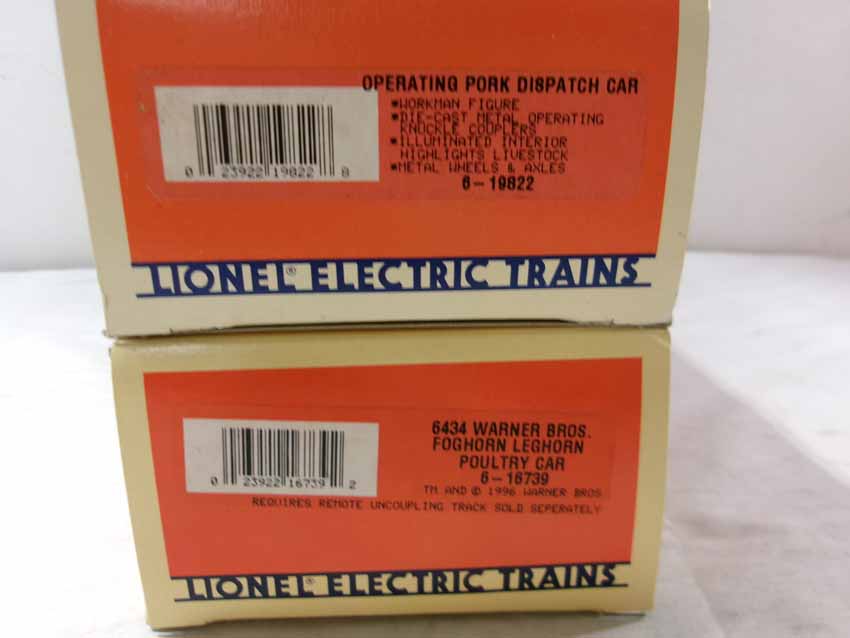 OPERATING PORK DISPATCH CAR
*WORKMAN FIGURE
*DIE-CAST METAL OPERATING
KNUCKLE COUPLERS
*ILLUMINATED INTERIOR
HIGHLIGHTS LIVESTOCK
*METAL WHEELS & AXLES
6-19822
0 23922 19822 8
LIONEL® ELECTRIC TRAINS
6434 WARNER BROS.
FOGHORN LEGHORN
POULTRY CAR
6-16739
TM AND © 1996 WARNER BROS
REQUIRES REMOTE UNCOUPLING TRACK SOLD SEPERATELY
0 23922 16739 2
LIONEL® ELECTRIC TRAINS